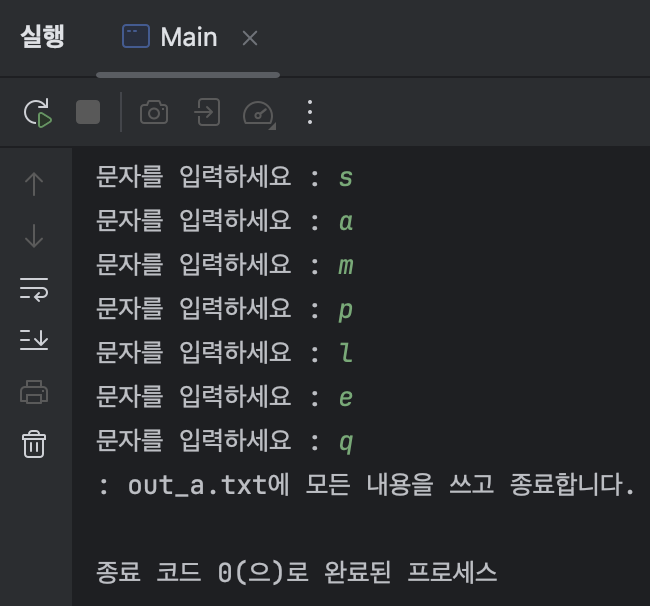 실행 Main
문자를 입력하세요 : s
문자를 입력하세요 : a
문자를 입력하세요 : m
문자를 입력하세요 : p
문자를 입력하세요 : l
문자를 입력하세요 : e
문자를 입력하세요 : q
: out_a.txt에 모든 내용을 쓰고 종료합니다.
종료 코드 0(으)로 완료된 프로세스